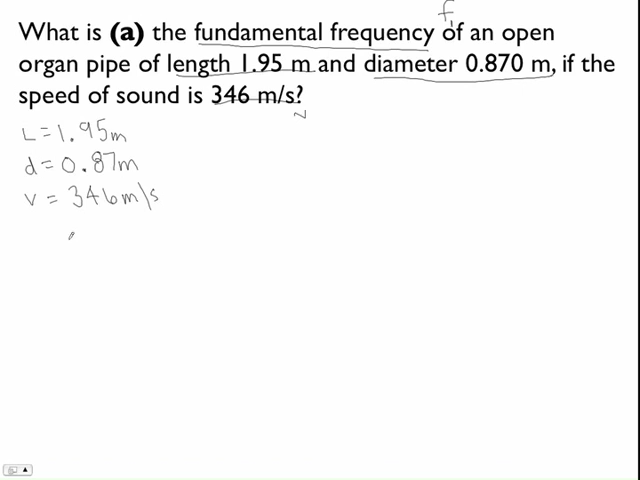 f₁
What is (a) the fundamental frequency of an open
organ pipe of length 1.95 m and diameter 0.870 m, if the
speed of sound is 346 m/s?
L=1.95m
d=0.87m
v=346m/s